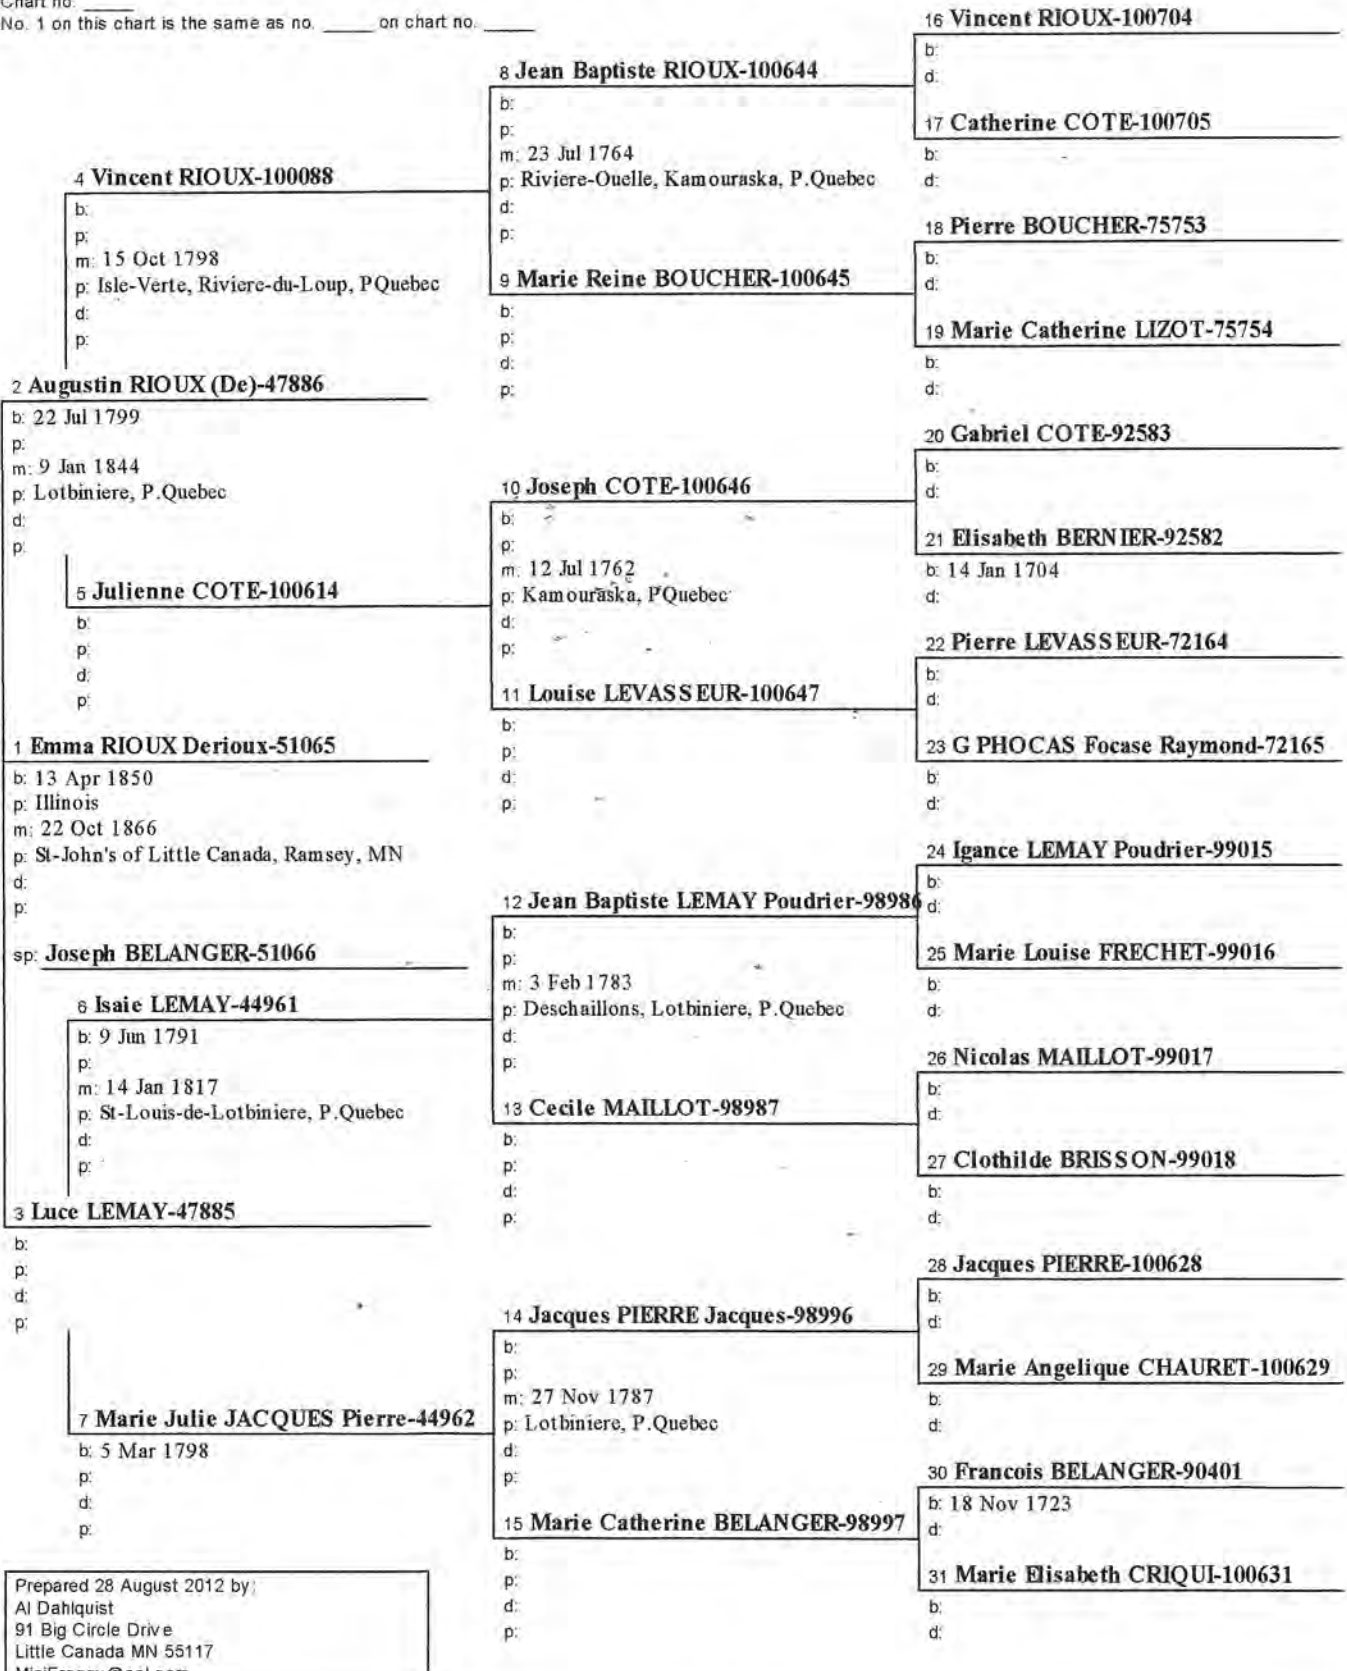 Chart no. _____
No. 1 on this chart is the same as no. _____ on chart no. _____
16 Vincent RIOUX-100704
b:
d:
8 Jean Baptiste RIOUX-100644
b:
p:
m: 23 Jul 1764
p: Riviere-Ouelle, Kamouraska, P.Quebec
d:
p:
17 Catherine COTE-100705
b:
d:
4 Vincent RIOUX-100088
b:
p:
m: 15 Oct 1798
p: Isle-Verte, Riviere-du-Loup, PQuebec
d:
p:
18 Pierre BOUCHER-75753
b:
d:
9 Marie Reine BOUCHER-100645
b:
p:
d:
p:
19 Marie Catherine LIZOT-75754
b:
d:
2 Augustin RIOUX (De)-47886
b: 22 Jul 1799
p:
m: 9 Jan 1844
p: Lotbiniere, P.Quebec
d:
p:
20 Gabriel COTE-92583
b:
d:
10 Joseph COTE-100646
b:
p:
m: 12 Jul 1762
p: Kamouraska, PQuebec
d:
p:
21 Elisabeth BERNIER-92582
b: 14 Jan 1704
d:
5 Julienne COTE-100614
b:
p:
d:
p:
22 Pierre LEVASSEUR-72164
b:
d:
11 Louise LEVASSEUR-100647
b:
p:
d:
p:
23 G PHOCAS Focase Raymond-72165
b:
d:
1 Emma RIOUX Derioux-51065
b: 13 Apr 1850
p: Illinois
m: 22 Oct 1866
p: St-John's of Little Canada, Ramsey, MN
d:
p:
sp: Joseph BELANGER-51066
24 Igance LEMAY Poudrier-99015
b:
d:
12 Jean Baptiste LEMAY Poudrier-98986
b:
p:
m: 3 Feb 1783
p: Deschaillons, Lotbiniere, P.Quebec
d:
p:
25 Marie Louise FRECHET-99016
b:
d:
6 Isaie LEMAY-44961
b: 9 Jun 1791
p:
m: 14 Jan 1817
p: St-Louis-de-Lotbiniere, P.Quebec
d:
p:
26 Nicolas MAILLOT-99017
b:
d:
13 Cecile MAILLOT-98987
b:
p:
d:
p:
27 Clothilde BRISSON-99018
b:
d:
3 Luce LEMAY-47885
b:
p:
d:
p:
28 Jacques PIERRE-100628
b:
d:
14 Jacques PIERRE Jacques-98996
b:
p:
m: 27 Nov 1787
p: Lotbiniere, P.Quebec
d:
p:
29 Marie Angelique CHAURET-100629
b:
d:
7 Marie Julie JACQUES Pierre-44962
b: 5 Mar 1798
p:
d:
p:
30 Francois BELANGER-90401
b: 18 Nov 1723
d:
15 Marie Catherine BELANGER-98997
b:
p:
d:
p:
31 Marie Elisabeth CRIQUI-100631
b:
d:
Prepared 28 August 2012 by:
Al Dahlquist
91 Big Circle Drive
Little Canada MN 55117